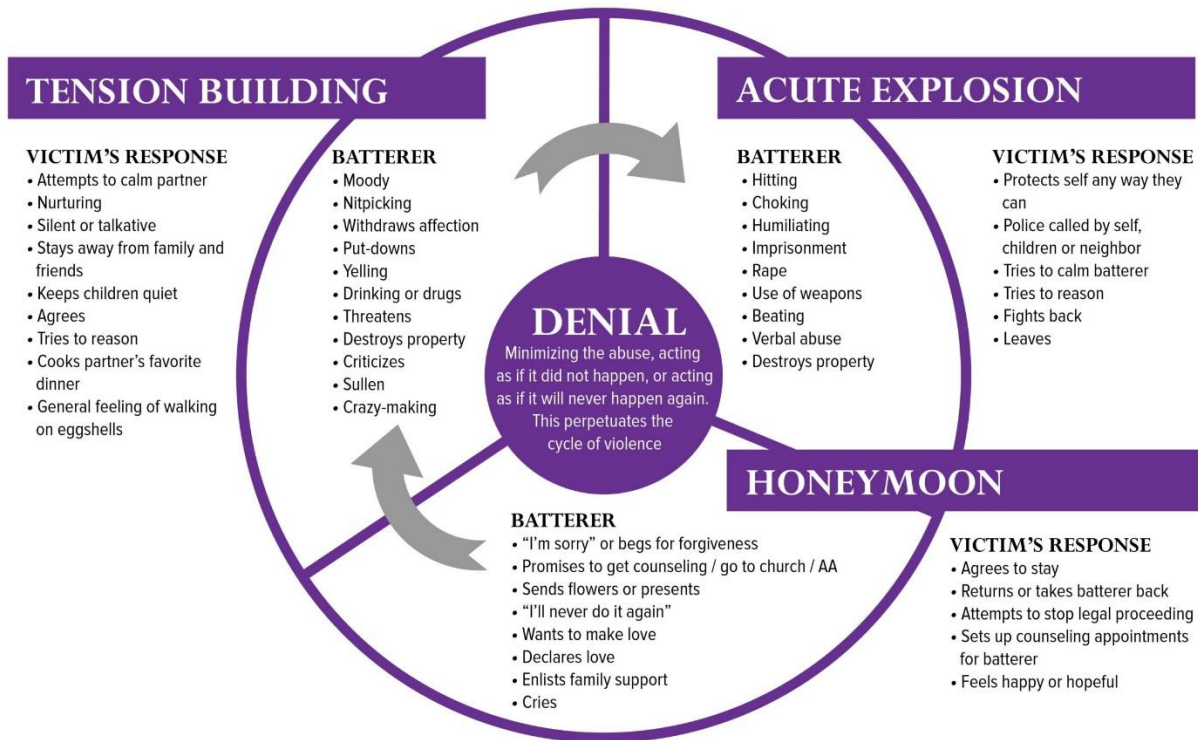 TENSION BUILDING
VICTIM'S RESPONSE
• Attempts to calm partner
• Nurturing
• Silent or talkative
• Stays away from family and
friends
• Keeps children quiet
• Agrees
• Tries to reason
• Cooks partner's favorite
dinner
• General feeling of walking
on eggshells
BATTERER
• Moody
• Nitpicking
• Withdraws affection
• Put-downs
• Yelling
• Drinking or drugs
• Threatens
• Destroys property
• Criticizes
• Sullen
• Crazy-making
ACUTE EXPLOSION
BATTERER
• Hitting
• Choking
• Humiliating
• Imprisonment
• Rape
• Use of weapons
• Beating
• Verbal abuse
• Destroys property
VICTIM'S RESPONSE
• Protects self any way they
can
• Police called by self,
children or neighbor
• Tries to calm batterer
• Tries to reason
• Fights back
• Leaves
DENIAL
Minimizing the abuse, acting
as if it did not happen, or acting
as if it will never happen again.
This perpetuates the
cycle of violence
HONEYMOON
BATTERER
• "I'm sorry" or begs for forgiveness
• Promises to get counseling / go to church / AA
• Sends flowers or presents
• "I'll never do it again"
• Wants to make love
• Declares love
• Enlists family support
• Cries
VICTIM'S RESPONSE
• Agrees to stay
• Returns or takes batterer back
• Attempts to stop legal proceeding
• Sets up counseling appointments
for batterer
• Feels happy or hopeful